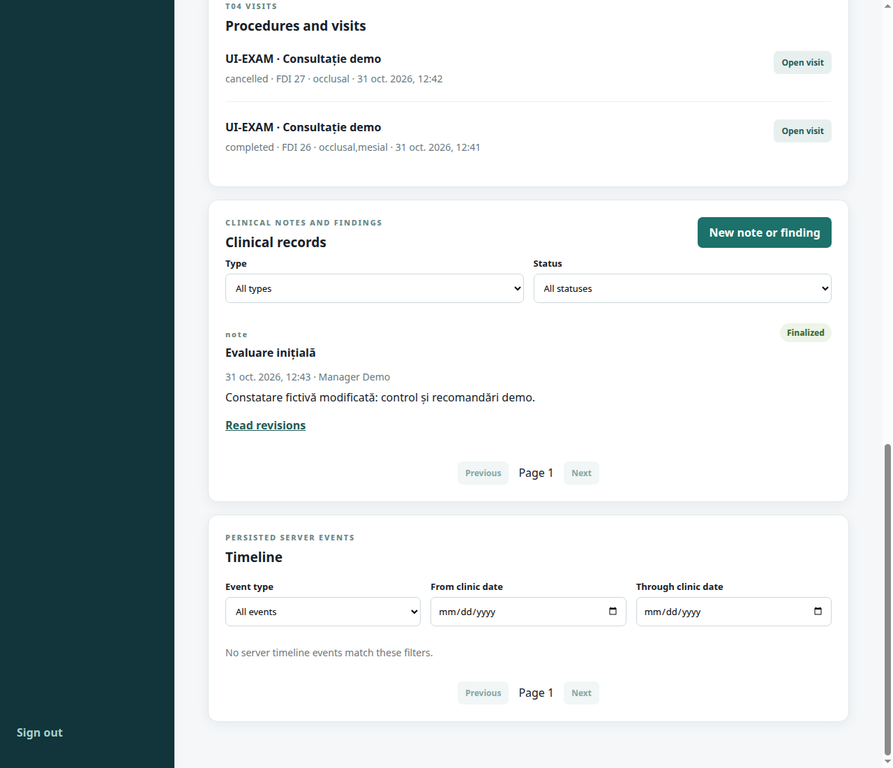 T04 VISITS
Procedures and visits
UI-EXAM · Consultație demo
Open visit
cancelled · FDI 27 · occlusal · 31 oct. 2026, 12:42
UI-EXAM · Consultație demo
Open visit
completed · FDI 26 · occlusal,mesial · 31 oct. 2026, 12:41
CLINICAL NOTES AND FINDINGS
Clinical records
New note or finding
Type
Status
All types
All statuses
note
Finalized
Evaluare inițială
31 oct. 2026, 12:43 · Manager Demo
Constatare fictivă modificată: control și recomandări demo.
Read revisions
Previous
Page 1
Next
PERSISTED SERVER EVENTS
Timeline
Event type
From clinic date
Through clinic date
All events
mm/dd/yyyy
mm/dd/yyyy
No server timeline events match these filters.
Previous
Page 1
Next
Sign out